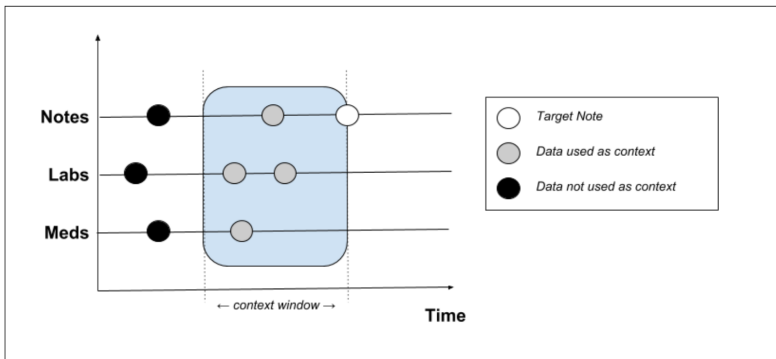 Notes
Labs
Meds
Target Note
Data used as context
Data not used as context
← context window →
Time